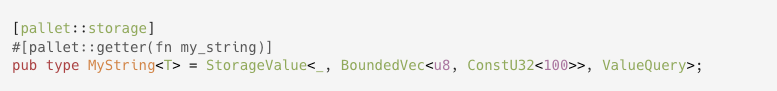 [pallet::storage]
#[pallet::getter(fn my_string)]
pub type MyString<T> = StorageValue<_, BoundedVec<u8, ConstU32<100>>, ValueQuery>;